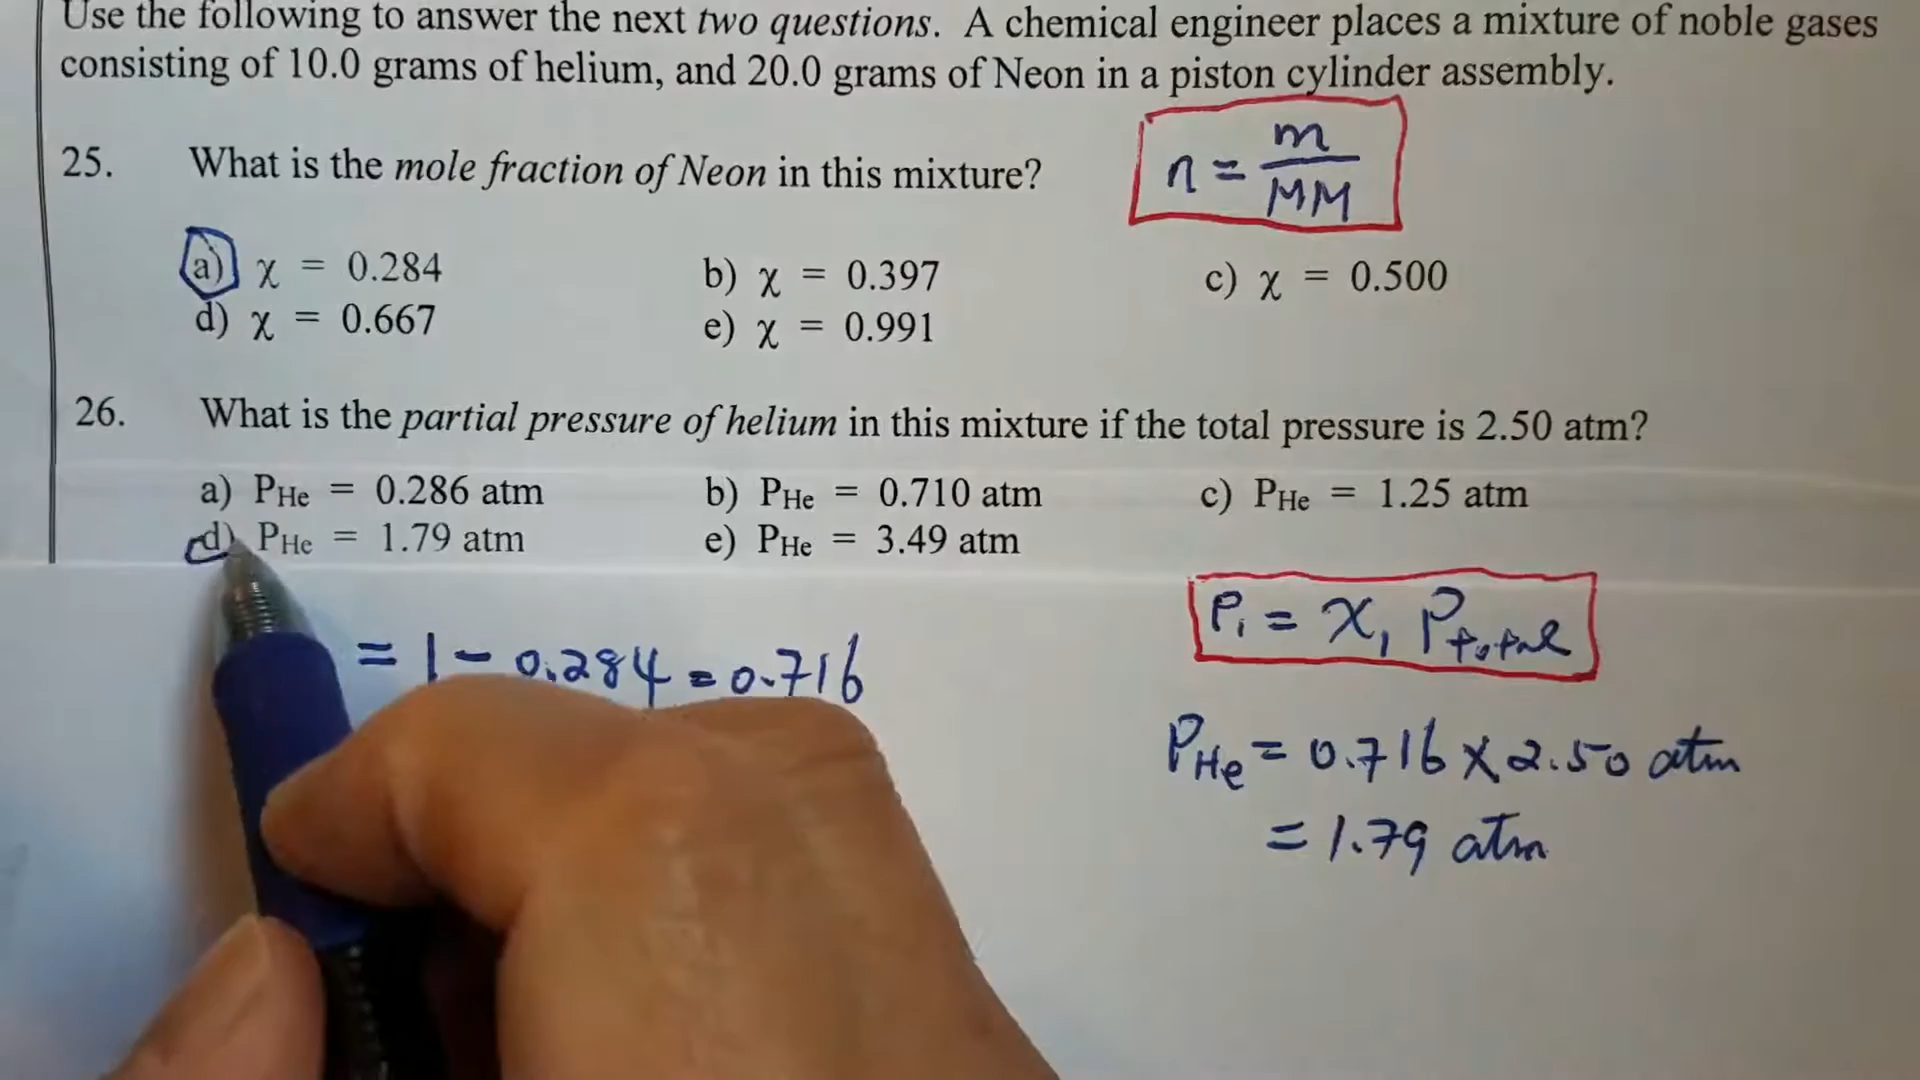 Use the following to answer the next two questions. A chemical engineer places a mixture of noble gases
consisting of 10.0 grams of helium, and 20.0 grams of Neon in a piston cylinder assembly.
n = m / MM
25. What is the mole fraction of Neon in this mixture?
a) χ = 0.284 b) χ = 0.397 c) χ = 0.500
d) χ = 0.667 e) χ = 0.991
26. What is the partial pressure of helium in this mixture if the total pressure is 2.50 atm?
a) PHe = 0.286 atm b) PHe = 0.710 atm c) PHe = 1.25 atm
d) PHe = 1.79 atm e) PHe = 3.49 atm
P₁ = X₁ Ptotal
= 1 - 0.284 = 0.716
PHe = 0.716 × 2.50 atm
= 1.79 atm